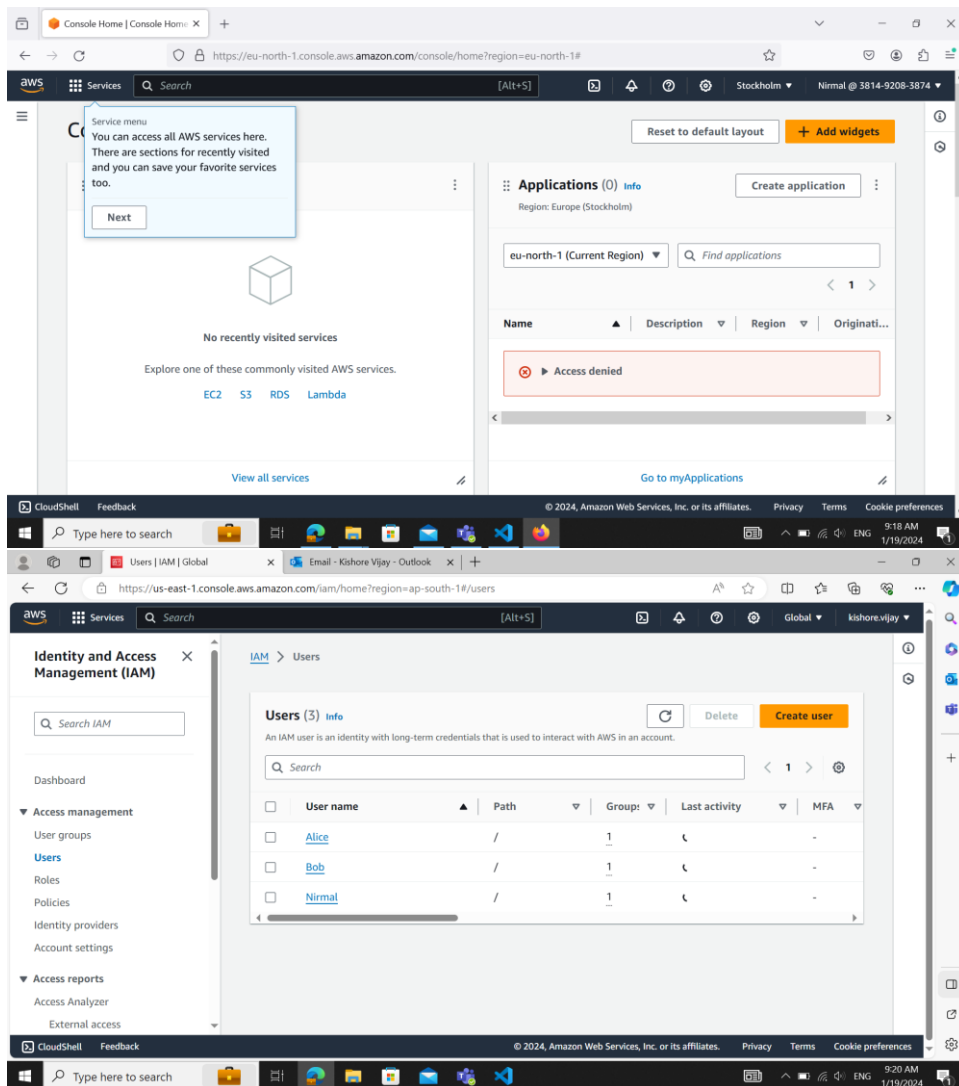 Console Home | Console Home
https://eu-north-1.console.aws.amazon.com/console/home?region=eu-north-1#
aws Services Search [Alt+S] Stockholm ▼ Nirmal @ 3814-9208-3874 ▼
Service menu
You can access all AWS services here.
There are sections for recently visited
and you can save your favorite services
too.
Next
Reset to default layout + Add widgets
No recently visited services
Explore one of these commonly visited AWS services.
EC2 S3 RDS Lambda
View all services
Applications (0) Info
Create application
Region: Europe (Stockholm)
eu-north-1 (Current Region) ▼ Find applications
< 1 >
Name Description Region Originati...
Access denied
Go to myApplications
CloudShell Feedback © 2024, Amazon Web Services, Inc. or its affiliates. Privacy Terms Cookie preferences
Type here to search ENG 9:18 AM
1/19/2024
Users | IAM | Global Email - Kishore Vijay - Outlook
https://us-east-1.console.aws.amazon.com/iam/home?region=ap-south-1#/users
aws Services Search [Alt+S] Global ▼ kishore.vijay ▼
Identity and Access
Management (IAM)
Search IAM
Dashboard
Access management
User groups
Users
Roles
Policies
Identity providers
Account settings
Access reports
Access Analyzer
External access
IAM > Users
Users (3) Info
Delete Create user
An IAM user is an identity with long-term credentials that is used to interact with AWS in an account.
Search
< 1 >
User name Path Group: Last activity MFA
Alice / 1 -
Bob / 1 -
Nirmal / 1 -
CloudShell Feedback © 2024, Amazon Web Services, Inc. or its affiliates. Privacy Terms Cookie preferences
Type here to search ENG 9:20 AM
1/19/2024